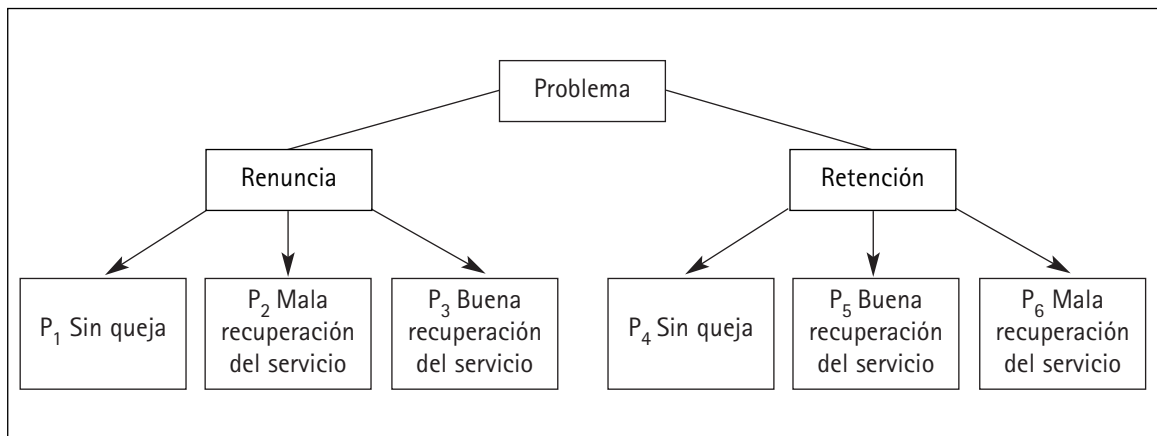 Problema
Renuncia
Retención
P₁ Sin queja
P₂ Mala
recuperación
del servicio
P₃ Buena
recuperación
del servicio
P₄ Sin queja
P₅ Buena
recuperación
del servicio
P₆ Mala
recuperación
del servicio